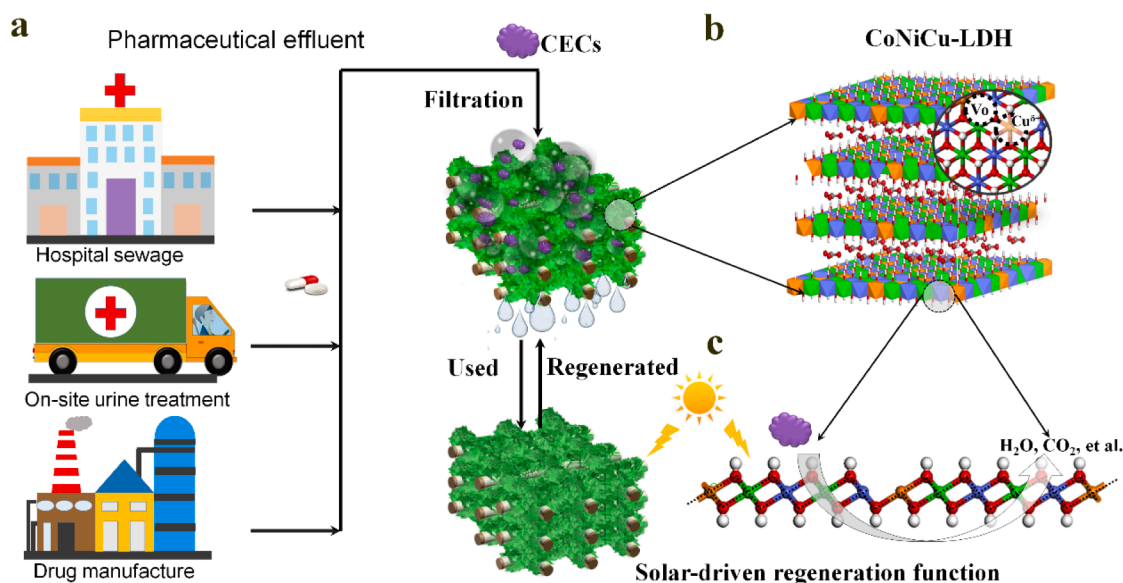 a
Pharmaceutical effluent
CECs
Filtration
Hospital sewage
On-site urine treatment
Drug manufacture
Used
Regenerated
b
CoNiCu-LDH
Vo
Cuᵟ⁻
c
H₂O, CO₂, et al.
Solar-driven regeneration function